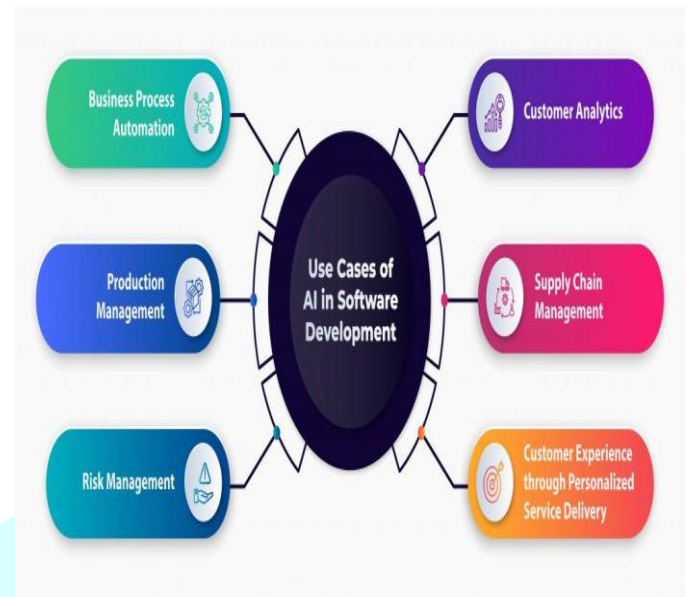 Business Process
Automation
Production
Management
Risk Management
Use Cases of
AI in Software
Development
Customer Analytics
Supply Chain
Management
Customer Experience
through Personalized
Service Delivery